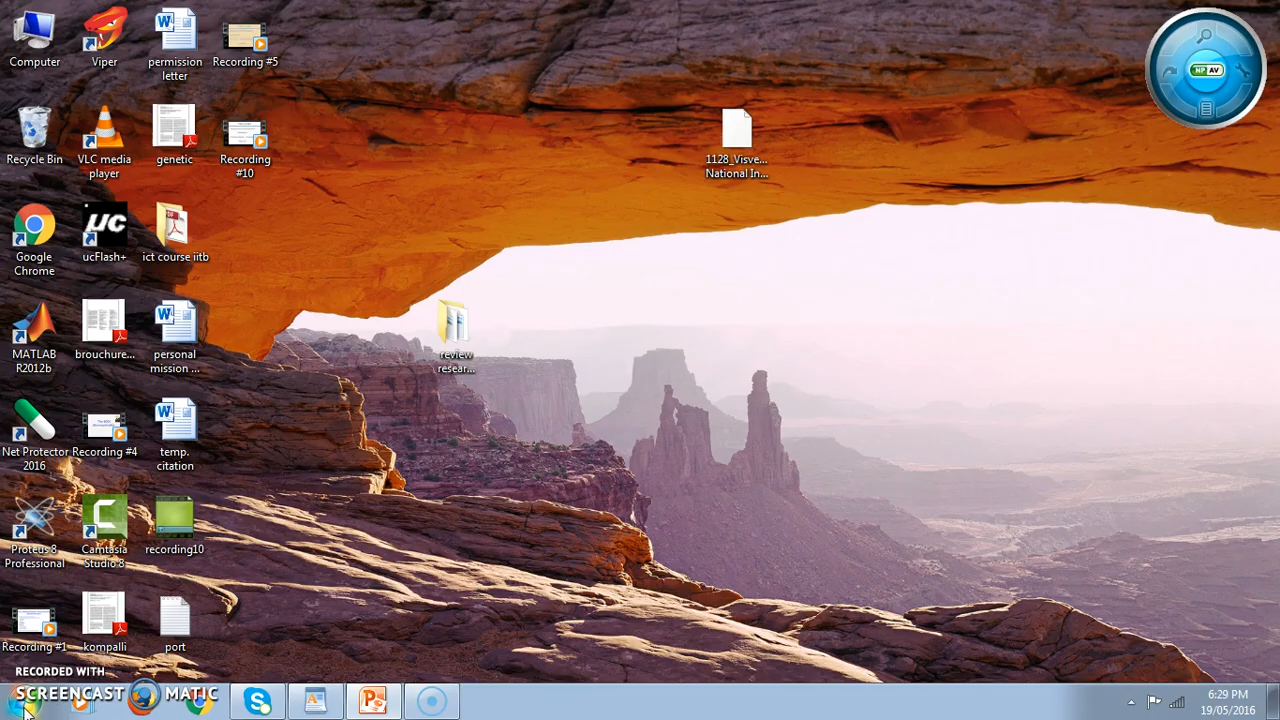 Computer
Viper
permission
letter
Recording #5
Recycle Bin
VLC media
player
genetic
Recording
#10
1128_Visve...
National In...
NP AV
Google
Chrome
uc
ucFlash+
ict course iitb
MATLAB
R2012b
brouchure...
personal
mission ...
review
resear...
Net Protector
2016
Recording #4
temp.
citation
Proteus 8
Professional
Camtasia
Studio 8
recording10
Recording #1
kompalli
port
RECORDED WITH
SCREENCAST MATIC
6:29 PM
19/05/2016